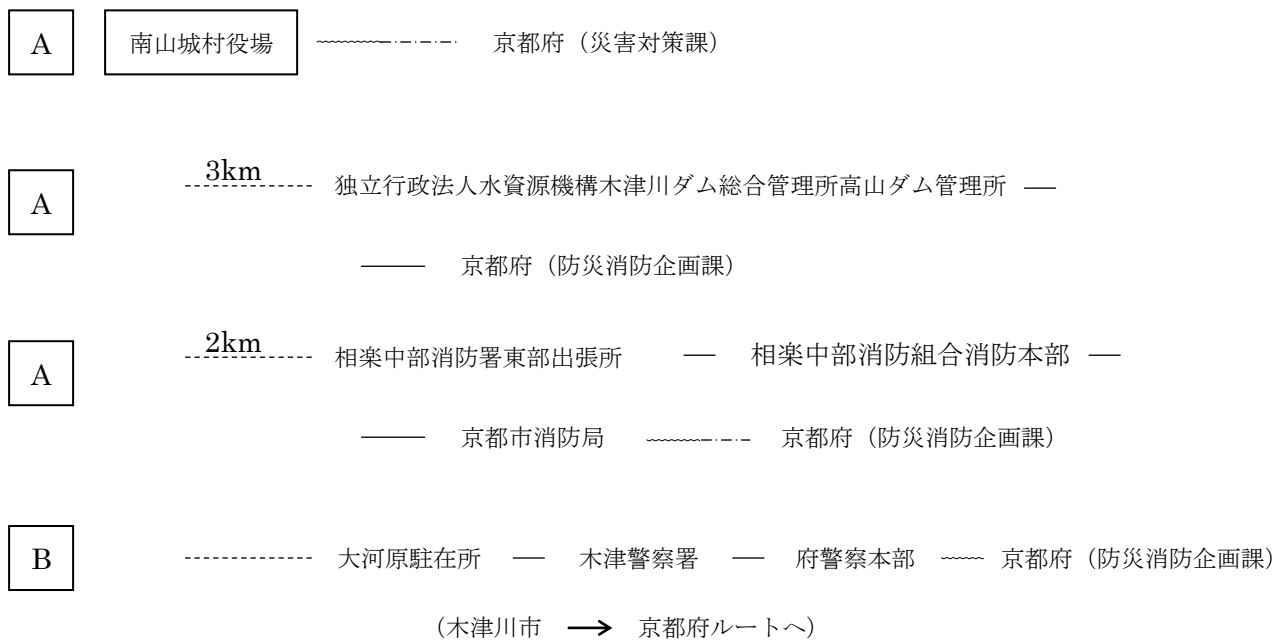 A 南山城村役場 京都府（災害対策課）
A 3km 独立行政法人水資源機構木津川ダム総合管理所高山ダム管理所
京都府（防災消防企画課）
A 2km 相楽中部消防署東部出張所 相楽中部消防組合消防本部
京都市消防局 京都府（防災消防企画課）
B 大河原駐在所 木津警察署 府警察本部 京都府（防災消防企画課）
（木津川市 → 京都府ルートへ）